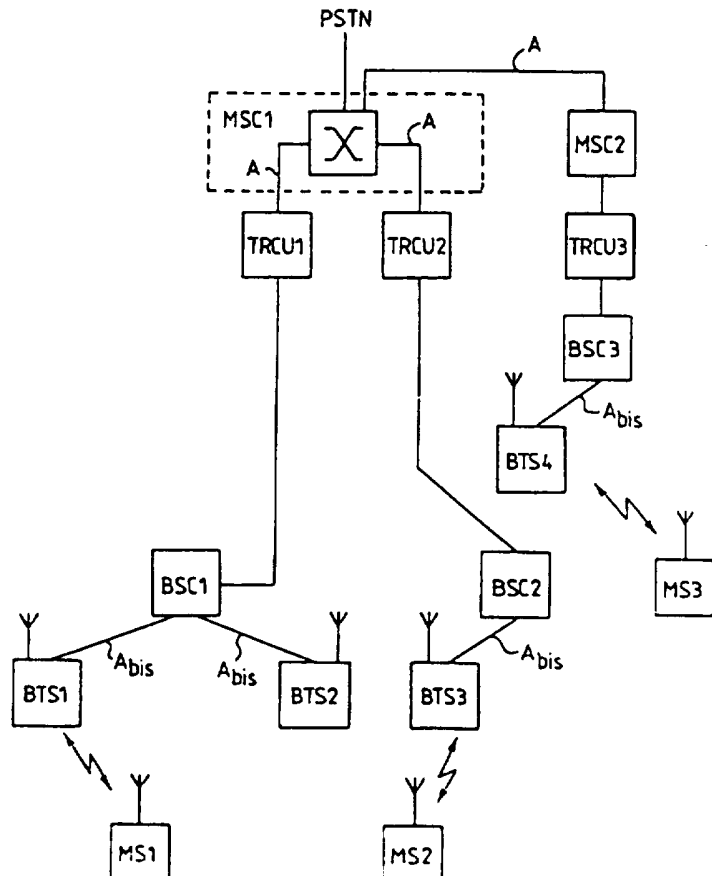 PSTN
A
MSC1
A
MSC2
A
TRCU1
TRCU2
TRCU3
BSC3
Abis
BTS4
BSC1
BSC2
MS3
Abis
Abis
Abis
BTS1
BTS2
BTS3
MS1
MS2